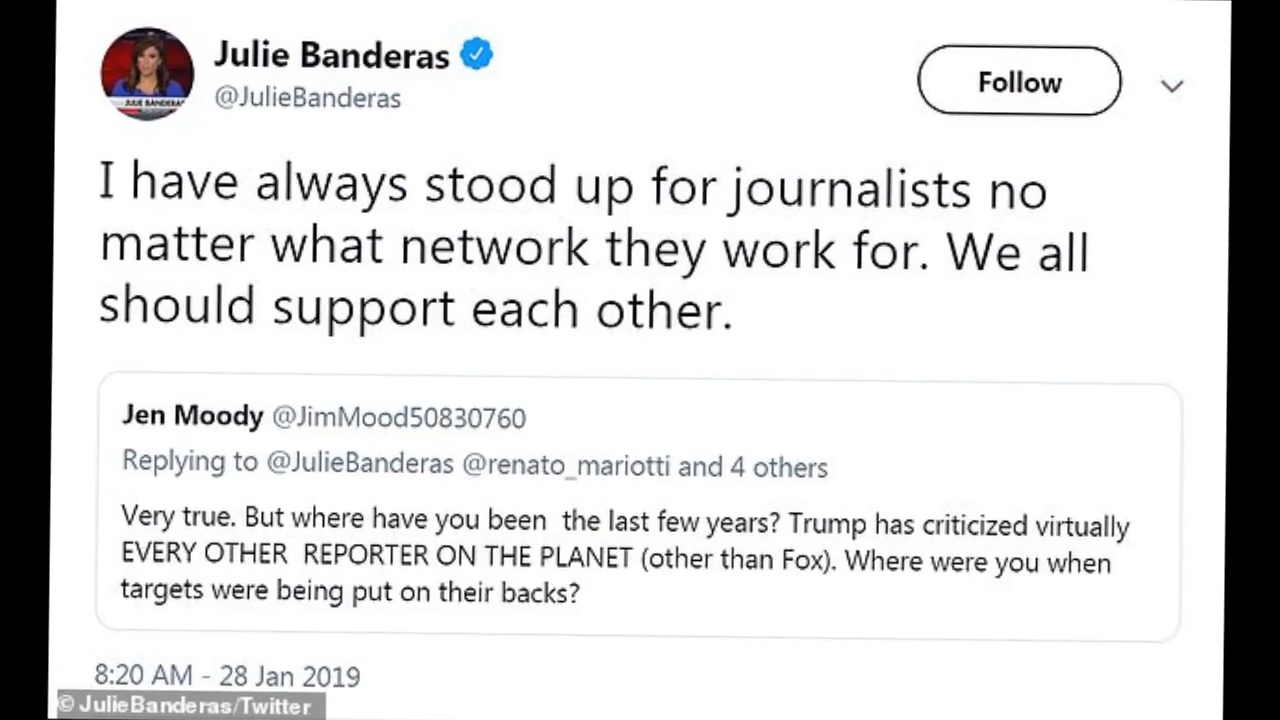 Julie Banderas
@JulieBanderas
Follow
JULIE BANDERAS
I have always stood up for journalists no
matter what network they work for. We all
should support each other.
Jen Moody @JimMood50830760
Replying to @JulieBanderas @renato_mariotti and 4 others
Very true. But where have you been the last few years? Trump has criticized virtually
EVERY OTHER REPORTER ON THE PLANET (other than Fox). Where were you when
targets were being put on their backs?
8:20 AM - 28 Jan 2019
© JulieBanderas/Twitter